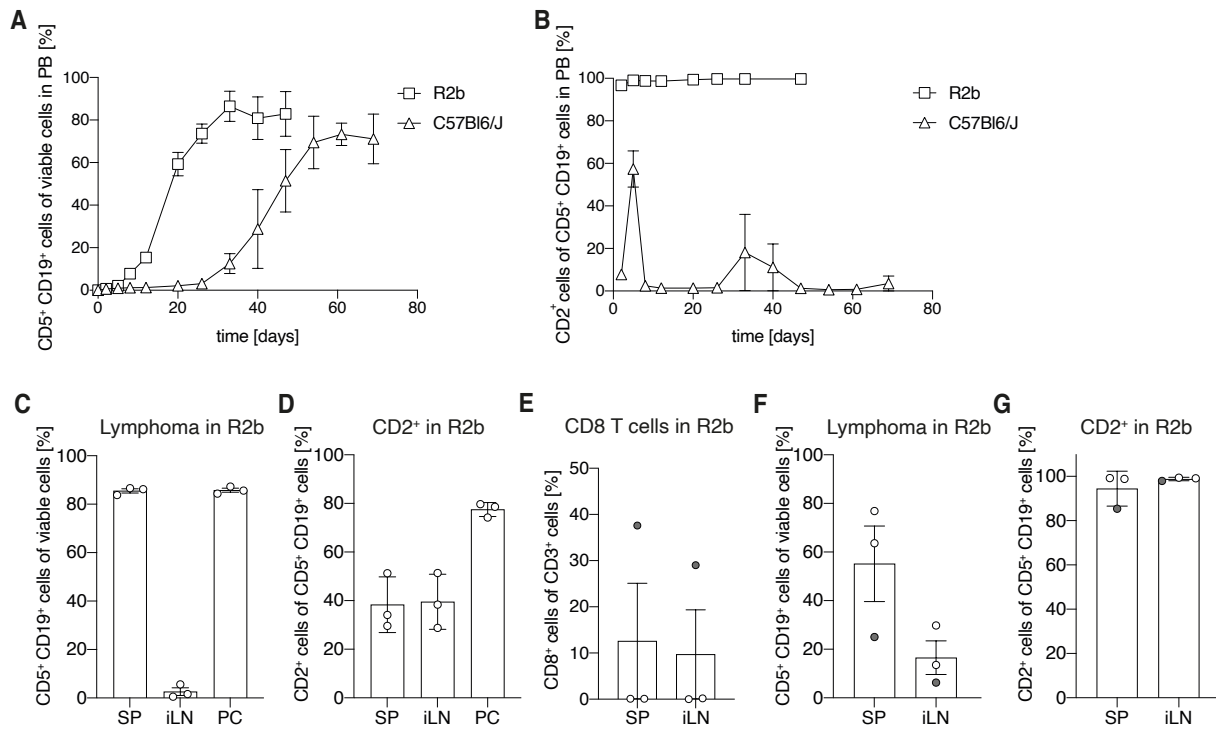 A
CD5⁺ CD19⁺ cells of viable cells in PB [%]
100
80
60
40
20
0
0 20 40 60 80
time [days]
R2b
C57Bl6/J
B
CD2⁺ cells of CD5⁺ CD19⁺ cells in PB [%]
100
80
60
40
20
0
0 20 40 60 80
time [days]
R2b
C57Bl6/J
C
Lymphoma in R2b
CD5⁺ CD19⁺ cells of viable cells [%]
100
80
60
40
20
0
SP iLN PC
D
CD2⁺ in R2b
CD2⁺ cells of CD5⁺ CD19⁺ cells [%]
100
80
60
40
20
0
SP iLN PC
E
CD8 T cells in R2b
CD8⁺ cells of CD3⁺ cells [%]
50
40
30
20
10
0
SP iLN
F
Lymphoma in R2b
CD5⁺ CD19⁺ cells of viable cells [%]
100
80
60
40
20
0
SP iLN
G
CD2⁺ in R2b
CD2⁺ cells of CD5⁺ CD19⁺ cells [%]
100
80
60
40
20
0
SP iLN